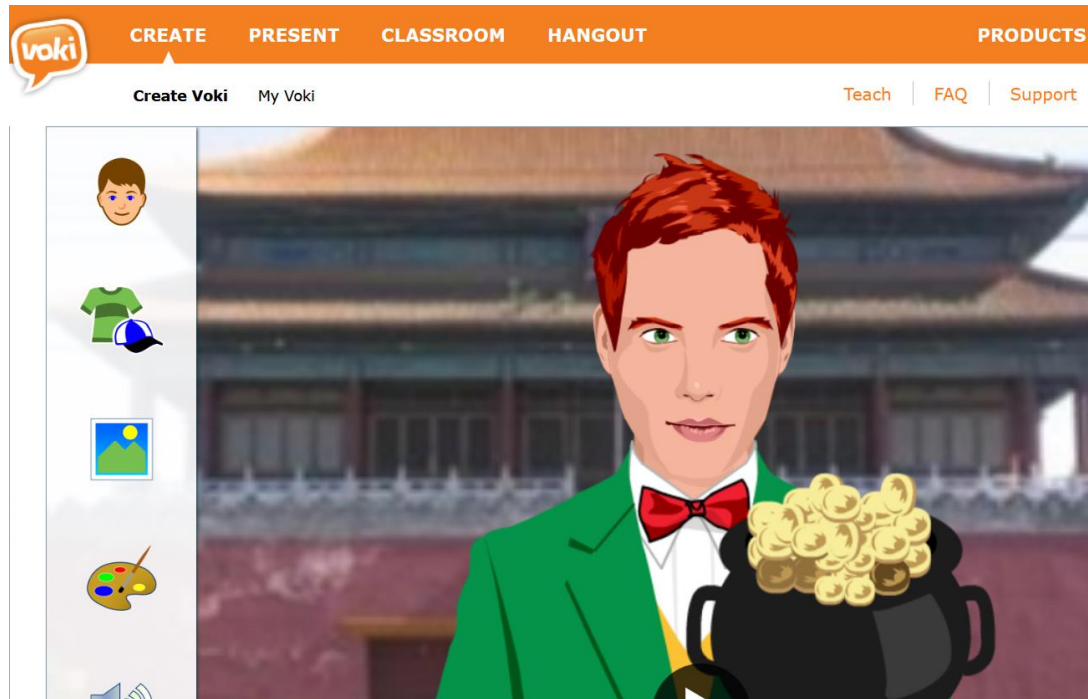 voki
CREATE PRESENT CLASSROOM HANGOUT PRODUCTS
Create Voki My Voki Teach FAQ Support